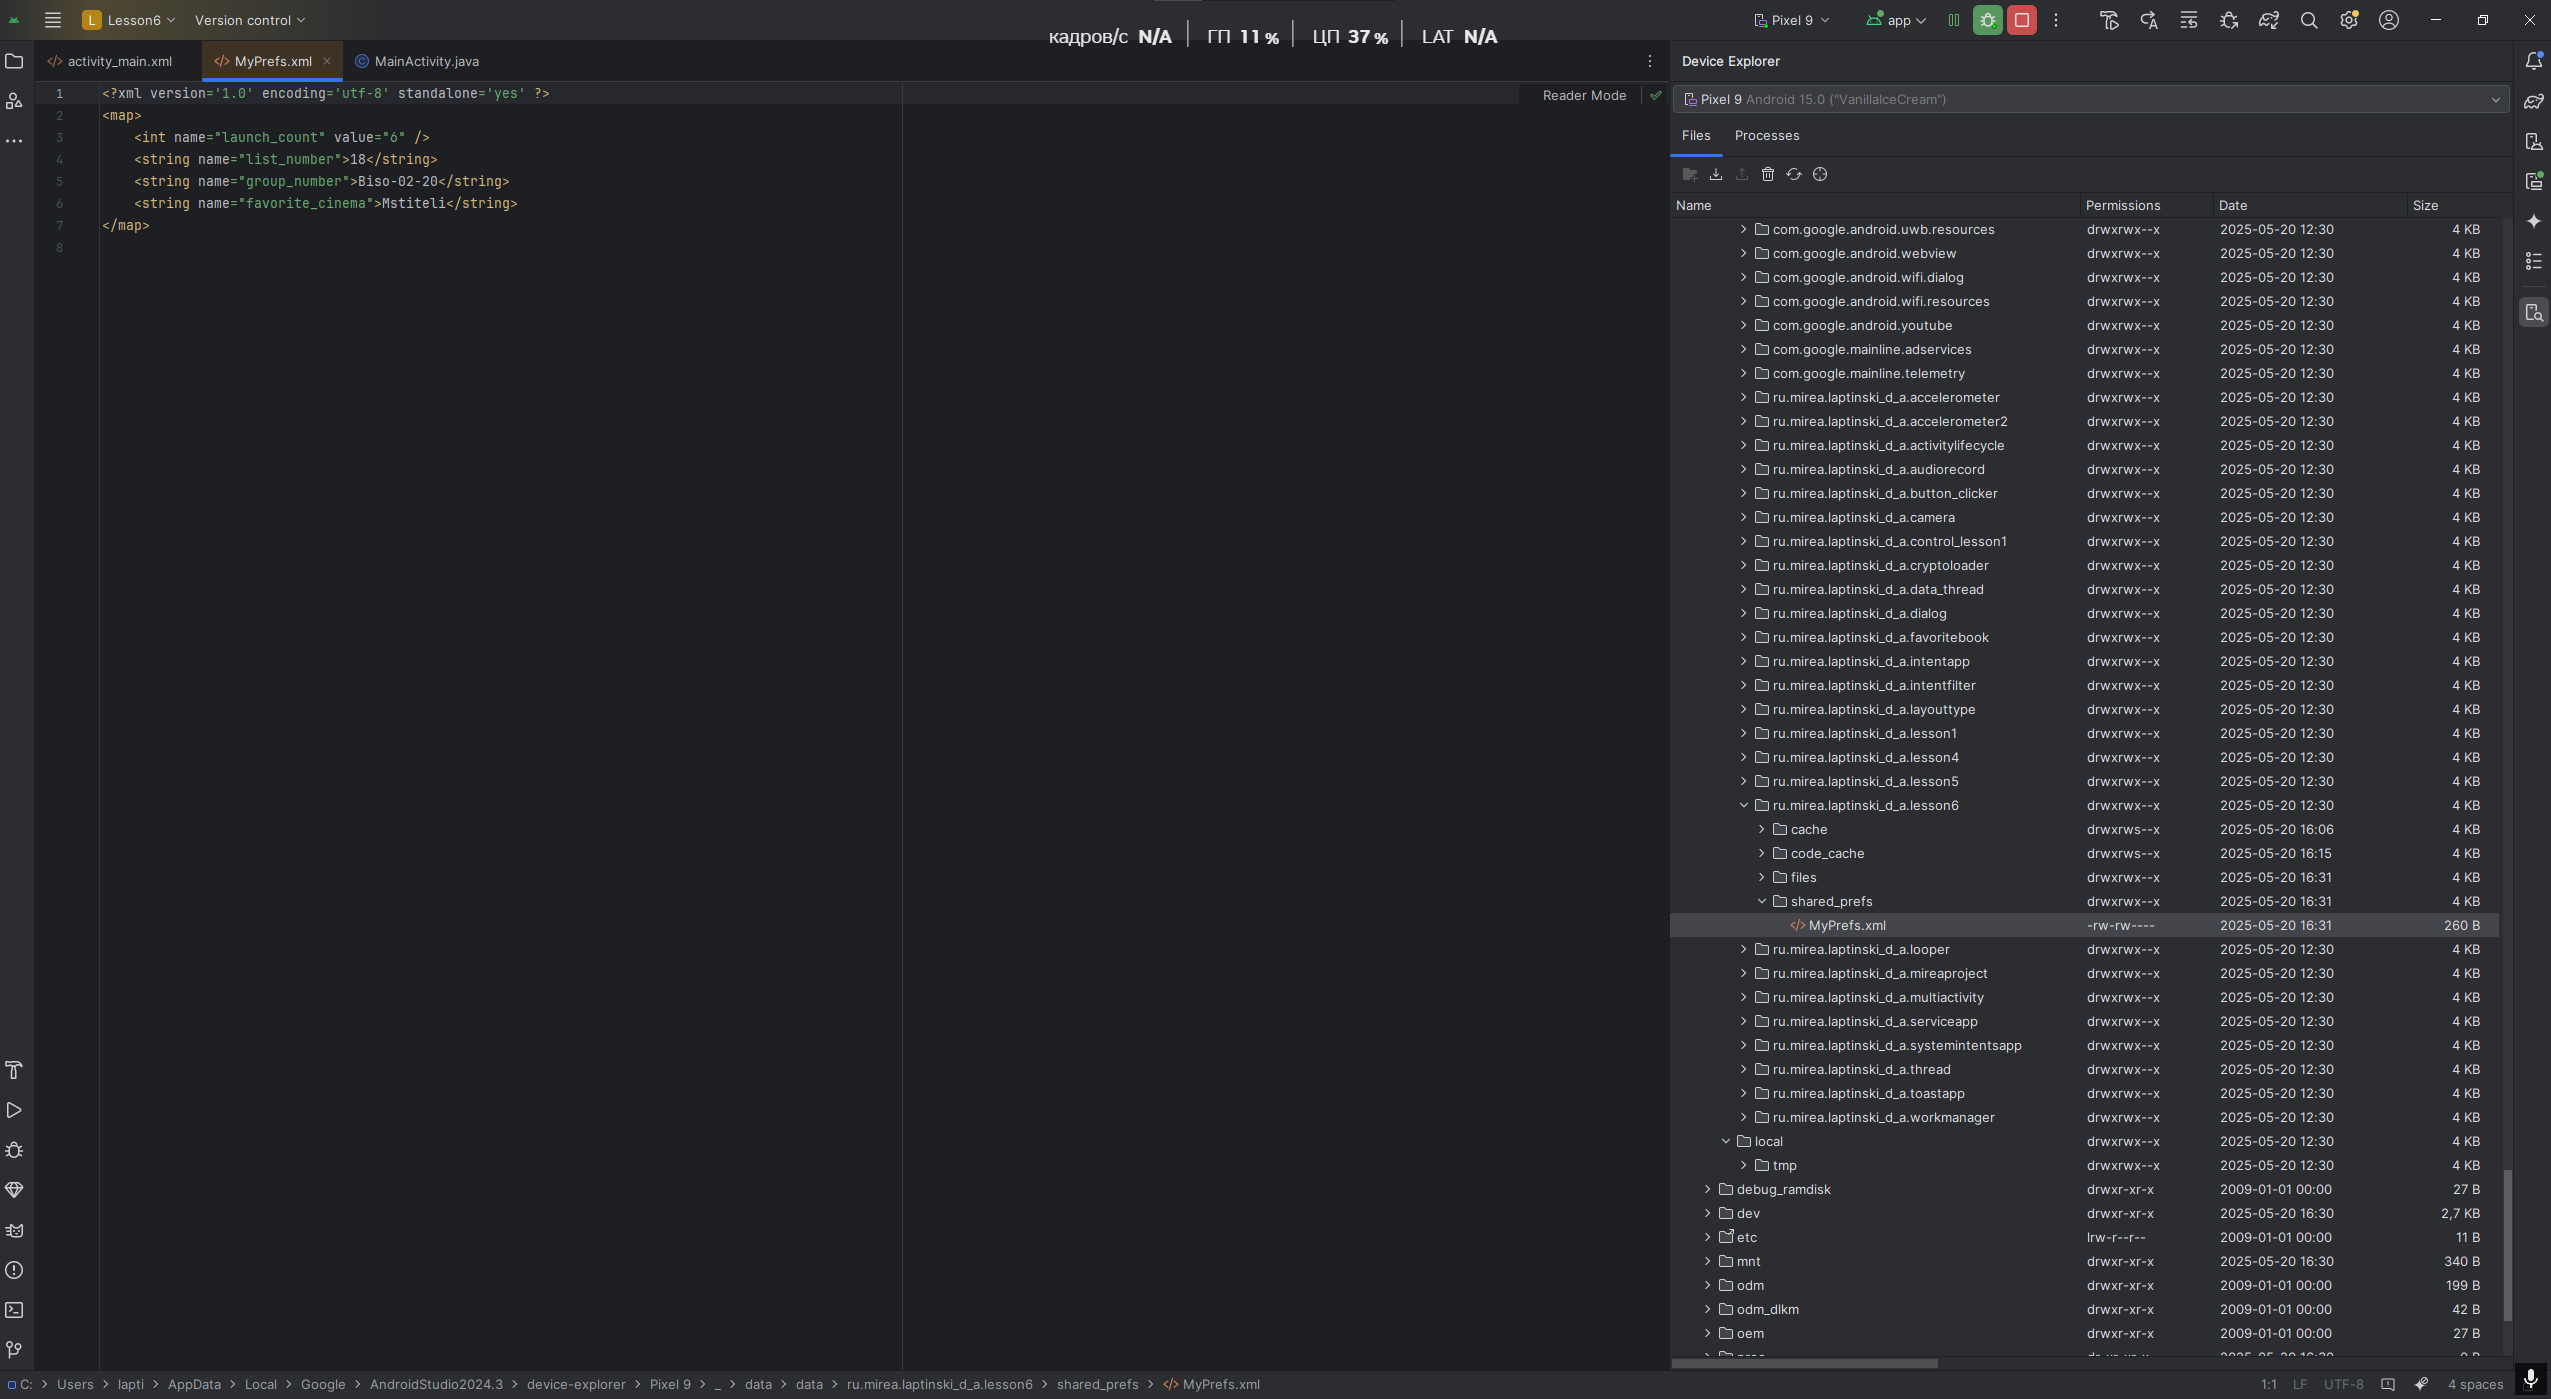 L Lesson6 Version control
кадров/с N/A ГП 11 % ЦП 37 % LAT N/A
Pixel 9 app
activity_main.xml MyPrefs.xml MainActivity.java
Reader Mode
1 <?xml version='1.0' encoding='utf-8' standalone='yes' ?>
2 <map>
3 <int name="launch_count" value="6" />
4 <string name="list_number">18</string>
5 <string name="group_number">Biso-02-20</string>
6 <string name="favorite_cinema">Mstiteli</string>
7 </map>
8
Device Explorer
Pixel 9 Android 15.0 ("VanillaIceCream")
Files Processes
Name Permissions Date Size
com.google.android.uwb.resources drwxrwx--x 2025-05-20 12:30 4 KB
com.google.android.webview drwxrwx--x 2025-05-20 12:30 4 KB
com.google.android.wifi.dialog drwxrwx--x 2025-05-20 12:30 4 KB
com.google.android.wifi.resources drwxrwx--x 2025-05-20 12:30 4 KB
com.google.android.youtube drwxrwx--x 2025-05-20 12:30 4 KB
com.google.mainline.adservices drwxrwx--x 2025-05-20 12:30 4 KB
com.google.mainline.telemetry drwxrwx--x 2025-05-20 12:30 4 KB
ru.mirea.laptinski_d_a.accelerometer drwxrwx--x 2025-05-20 12:30 4 KB
ru.mirea.laptinski_d_a.accelerometer2 drwxrwx--x 2025-05-20 12:30 4 KB
ru.mirea.laptinski_d_a.activitylifecycle drwxrwx--x 2025-05-20 12:30 4 KB
ru.mirea.laptinski_d_a.audiorecord drwxrwx--x 2025-05-20 12:30 4 KB
ru.mirea.laptinski_d_a.button_clicker drwxrwx--x 2025-05-20 12:30 4 KB
ru.mirea.laptinski_d_a.camera drwxrwx--x 2025-05-20 12:30 4 KB
ru.mirea.laptinski_d_a.control_lesson1 drwxrwx--x 2025-05-20 12:30 4 KB
ru.mirea.laptinski_d_a.cryptoloader drwxrwx--x 2025-05-20 12:30 4 KB
ru.mirea.laptinski_d_a.data_thread drwxrwx--x 2025-05-20 12:30 4 KB
ru.mirea.laptinski_d_a.dialog drwxrwx--x 2025-05-20 12:30 4 KB
ru.mirea.laptinski_d_a.favoritebook drwxrwx--x 2025-05-20 12:30 4 KB
ru.mirea.laptinski_d_a.intentapp drwxrwx--x 2025-05-20 12:30 4 KB
ru.mirea.laptinski_d_a.intentfilter drwxrwx--x 2025-05-20 12:30 4 KB
ru.mirea.laptinski_d_a.layouttype drwxrwx--x 2025-05-20 12:30 4 KB
ru.mirea.laptinski_d_a.lesson1 drwxrwx--x 2025-05-20 12:30 4 KB
ru.mirea.laptinski_d_a.lesson4 drwxrwx--x 2025-05-20 12:30 4 KB
ru.mirea.laptinski_d_a.lesson5 drwxrwx--x 2025-05-20 12:30 4 KB
ru.mirea.laptinski_d_a.lesson6 drwxrwx--x 2025-05-20 12:30 4 KB
cache drwxrws--x 2025-05-20 16:06 4 KB
code_cache drwxrws--x 2025-05-20 16:15 4 KB
files drwxrwx--x 2025-05-20 16:31 4 KB
shared_prefs drwxrwx--x 2025-05-20 16:31 4 KB
MyPrefs.xml -rw-rw---- 2025-05-20 16:31 260 B
ru.mirea.laptinski_d_a.looper drwxrwx--x 2025-05-20 12:30 4 KB
ru.mirea.laptinski_d_a.mireaproject drwxrwx--x 2025-05-20 12:30 4 KB
ru.mirea.laptinski_d_a.multiactivity drwxrwx--x 2025-05-20 12:30 4 KB
ru.mirea.laptinski_d_a.serviceapp drwxrwx--x 2025-05-20 12:30 4 KB
ru.mirea.laptinski_d_a.systemintentsapp drwxrwx--x 2025-05-20 12:30 4 KB
ru.mirea.laptinski_d_a.thread drwxrwx--x 2025-05-20 12:30 4 KB
ru.mirea.laptinski_d_a.toastapp drwxrwx--x 2025-05-20 12:30 4 KB
ru.mirea.laptinski_d_a.workmanager drwxrwx--x 2025-05-20 12:30 4 KB
local drwxrwx--x 2025-05-20 12:30 4 KB
tmp drwxrwx--x 2025-05-20 12:30 4 KB
debug_ramdisk drwxr-xr-x 2009-01-01 00:00 27 B
dev drwxr-xr-x 2025-05-20 16:30 2,7 KB
etc lrw-r--r-- 2009-01-01 00:00 11 B
mnt drwxr-xr-x 2025-05-20 16:30 340 B
odm drwxr-xr-x 2009-01-01 00:00 199 B
odm_dlkm drwxr-xr-x 2009-01-01 00:00 42 B
oem drwxr-xr-x 2009-01-01 00:00 27 B
C: > Users > lapti > AppData > Local > Google > AndroidStudio2024.3 > device-explorer > Pixel 9 > _ > data > data > ru.mirea.laptinski_d_a.lesson6 > shared_prefs > MyPrefs.xml
1:1 LF UTF-8 4 spaces